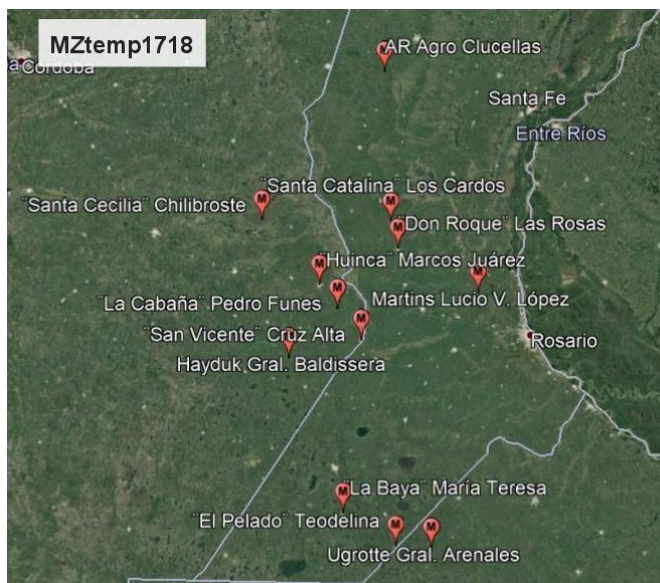 MZtemp1718
AR Agro Clucellas
a Córdoba
Santa Fe
Entre Ríos
¨Santa Catalina¨ Los Cardos
¨Santa Cecilia¨ Chilibroste
¨Don Roque¨ Las Rosas
¨Huinca¨ Marcos Juárez
¨La Cabaña¨ Pedro Funes
Martins Lucio V. López
¨San Vicente¨ Cruz Alta
Rosario
Hayduk Gral. Baldissera
¨La Baya¨ María Teresa
¨El Pelado¨ Teodelina
Ugrotte Gral. Arenales